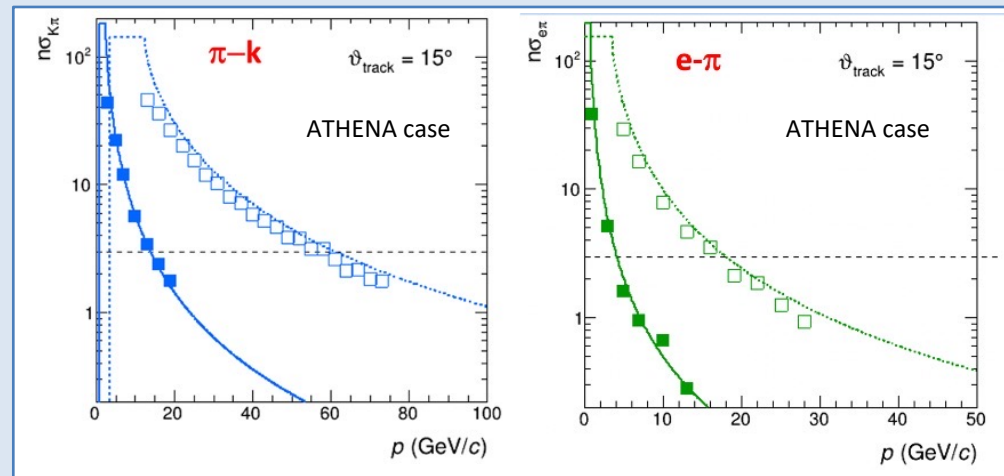 nσKπ
10²
10
1
π–k
ϑtrack = 15°
ATHENA case
0 20 40 60 80 100
p (GeV/c)
nσeπ
10²
10
1
e-π
ϑtrack = 15°
ATHENA case
0 10 20 30 40 50
p (GeV/c)